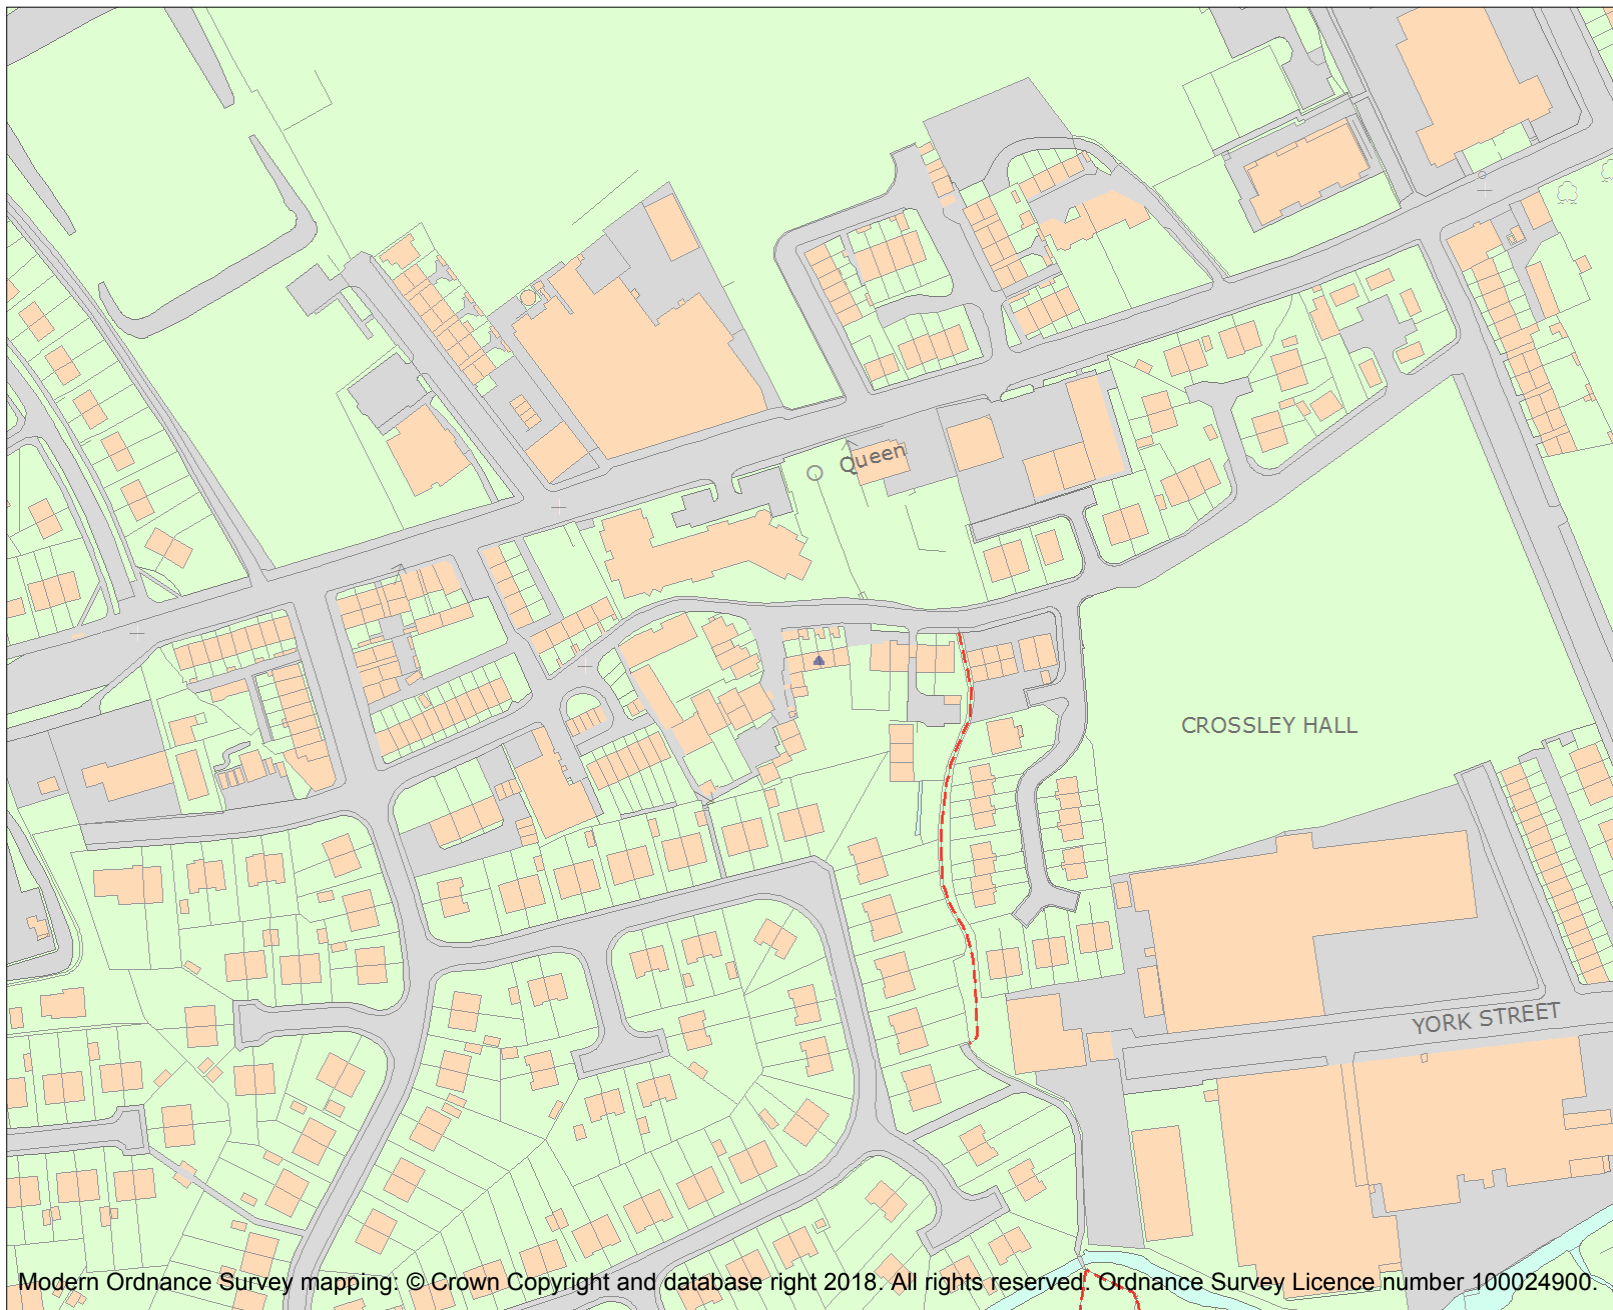 Queen
CROSSLEY HALL
YORK STREET
Modern Ordnance Survey mapping: © Crown Copyright and database right 2018. All rights reserved. Ordnance Survey Licence number 100024900.